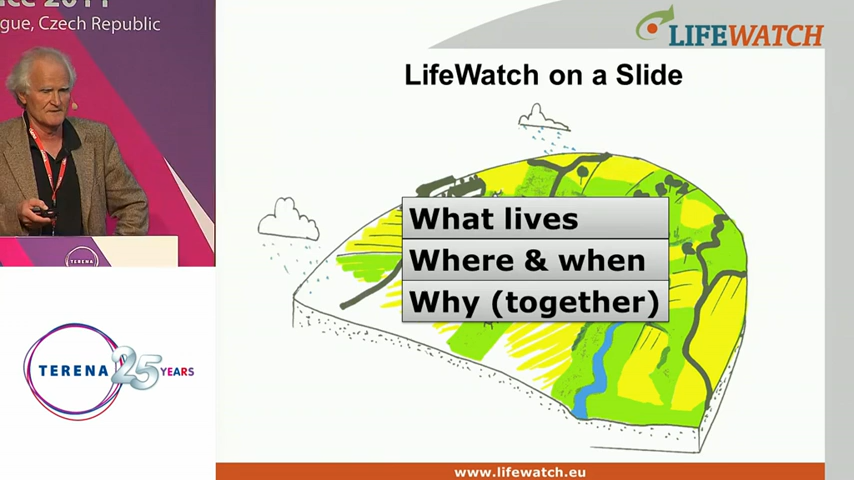 2011
gue, Czech Republic
LIFEWATCH
LifeWatch on a Slide
What lives
Where & when
Why (together)
TERENA
TERENA 25 YEARS
www.lifewatch.eu